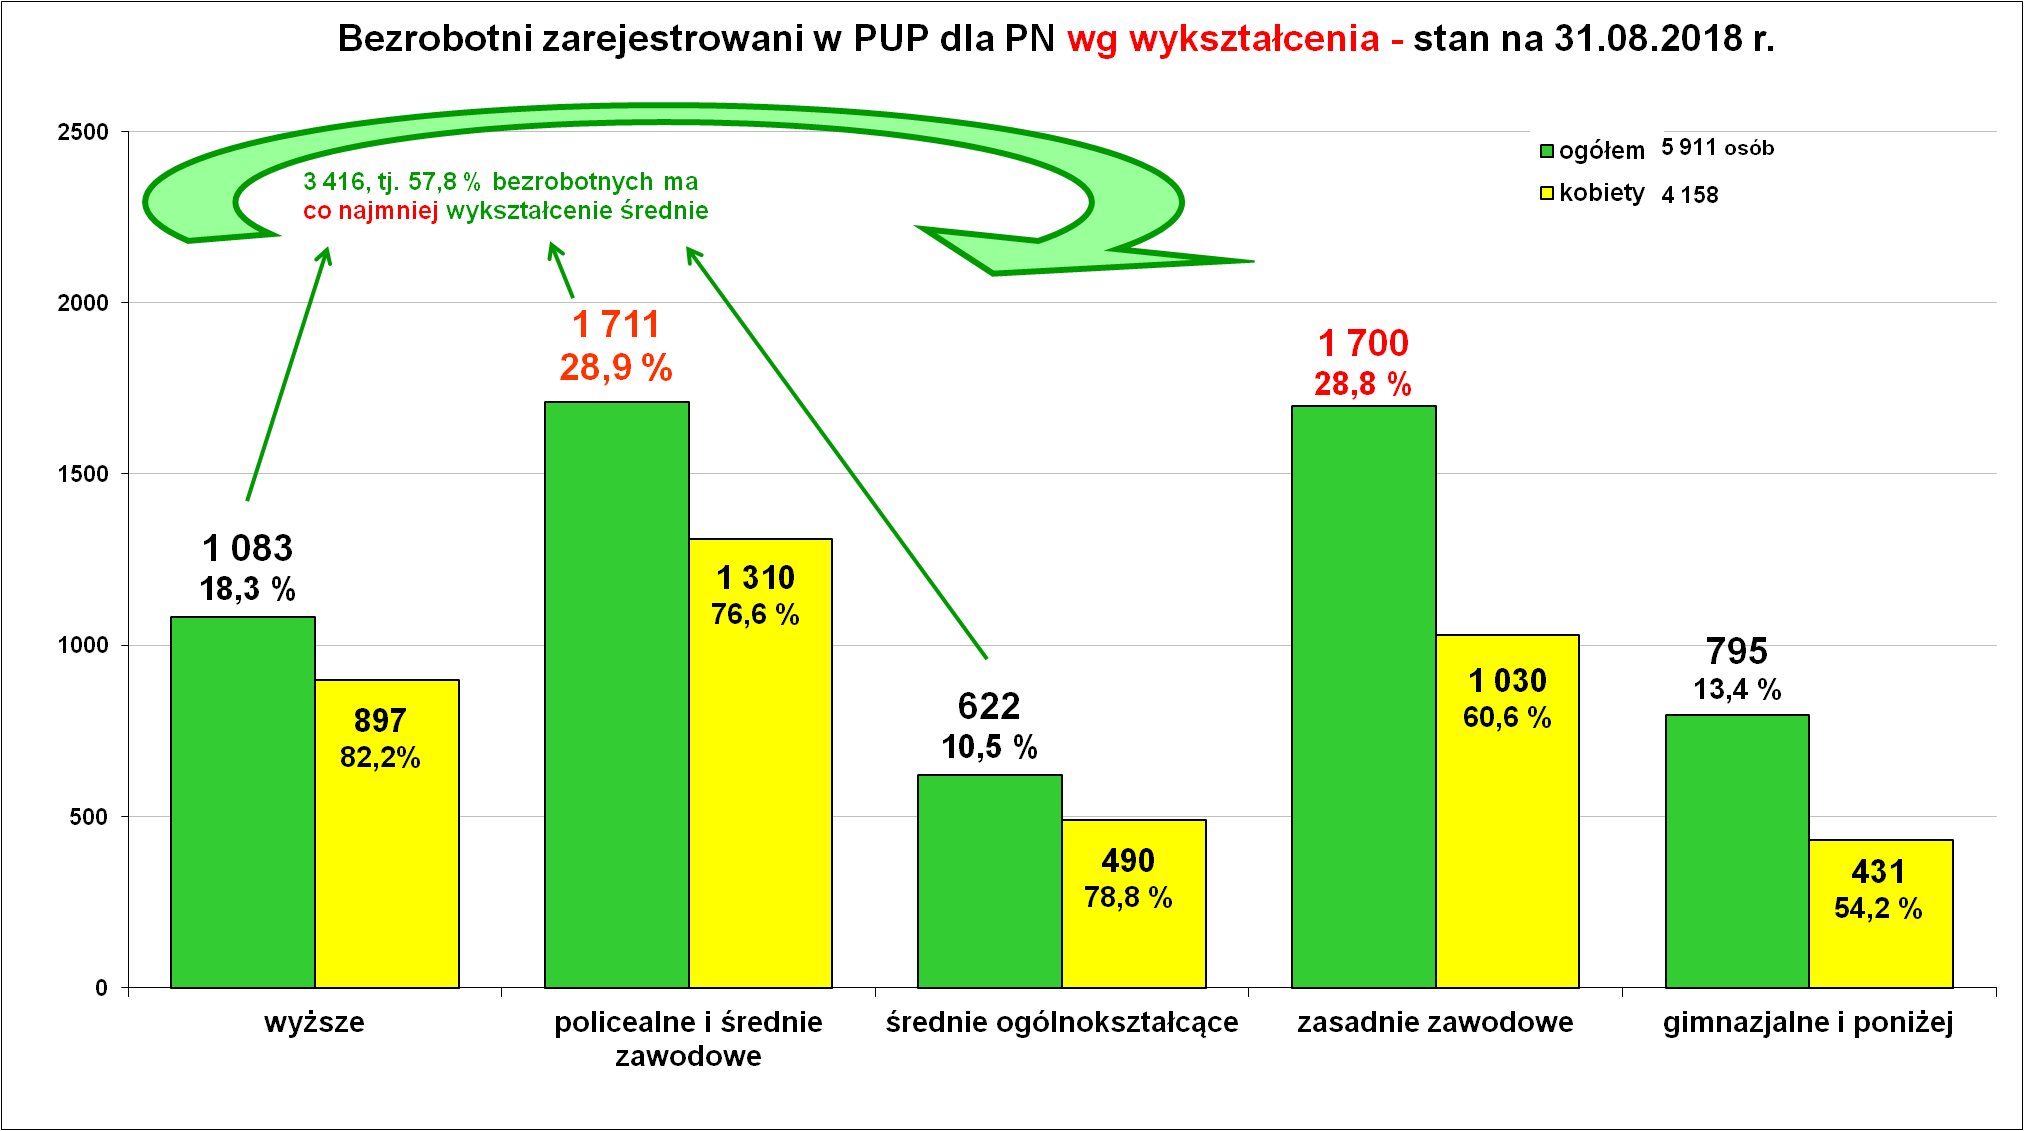 Bezrobotni zarejestrowani w PUP dla PN wg wykształcenia - stan na 31.08.2018 r.
2500
2000
1500
1000
500
0
ogółem 5 911 osób
kobiety 4 158
3 416, tj. 57,8 % bezrobotnych ma
co najmniej wykształcenie średnie
1 083
18,3 %
897
82,2%
1 711
28,9 %
1 310
76,6 %
622
10,5 %
490
78,8 %
1 700
28,8 %
1 030
60,6 %
795
13,4 %
431
54,2 %
wyższe
policealne i średnie
zawodowe
średnie ogólnokształcące
zasadnie zawodowe
gimnazjalne i poniżej